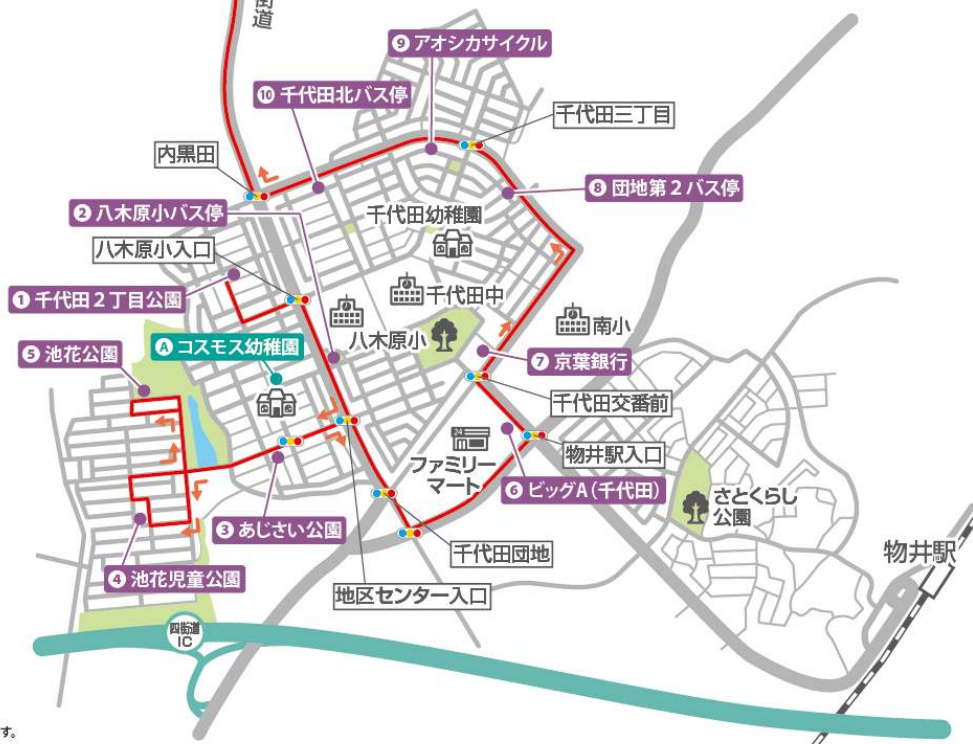 街道
❾ アオシカサイクル
❿ 千代田北バス停
千代田三丁目
内黒田
❽ 団地第2バス停
❷ 八木原小バス停
千代田幼稚園
八木原小入口
❶ 千代田2丁目公園
千代田中
南小
八木原小
❺ 池花公園
Ⓐ コスモス幼稚園
❼ 京葉銀行
千代田交番前
24
ファミリー
マート
物井駅入口
❻ ビッグA(千代田)
さとくらし
公園
❸ あじさい公園
千代田団地
物井駅
❹ 池花児童公園
地区センター入口
四街道
IC
す。